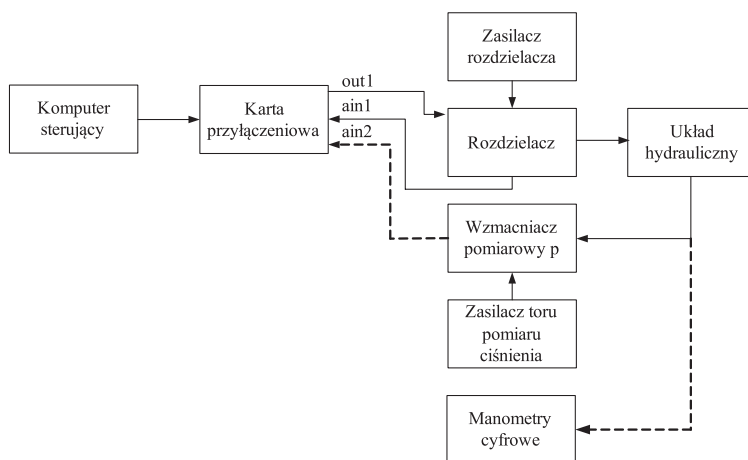 Zasilacz
rozdzielacza
Komputer
sterujący
Karta
przyłączeniowa
out1
ain1
ain2
Rozdzielacz
Układ
hydrauliczny
Wzmacniacz
pomiarowy p
Zasilacz toru
pomiaru
ciśnienia
Manometry
cyfrowe